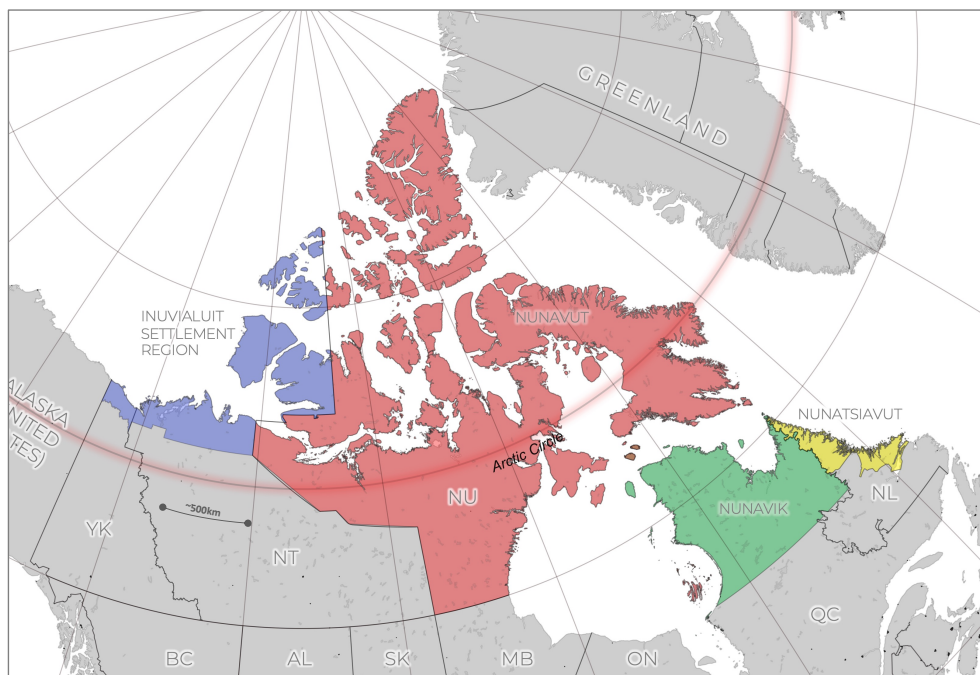 GREENLAND
INUVIALUIT
SETTLEMENT
REGION
NUNAVUT
ALASKA
NITED
TES)
NUNATSIAVUT
Arctic Circle
NU
NL
NUNAVIK
~500km
YK
NT
QC
BC
AL
SK
MB
ON